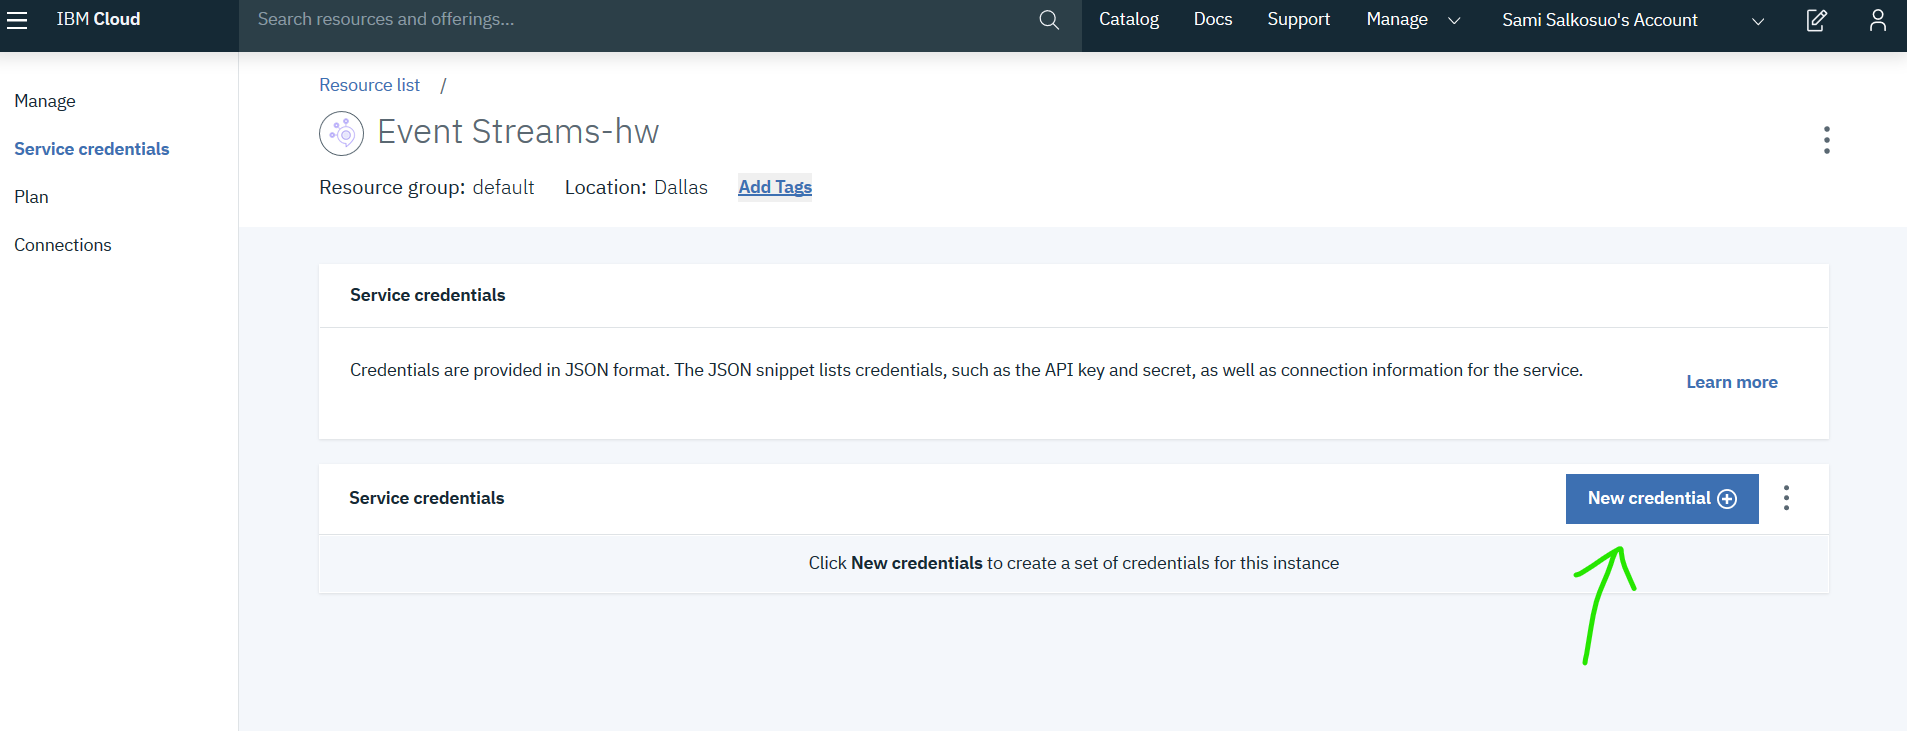 IBM Cloud
Search resources and offerings...
Catalog
Docs
Support
Manage
Sami Salkosuo's Account
Manage
Service credentials
Plan
Connections
Resource list /
Event Streams-hw
Resource group: default
Location: Dallas
Add Tags
Service credentials
Credentials are provided in JSON format. The JSON snippet lists credentials, such as the API key and secret, as well as connection information for the service.
Learn more
Service credentials
New credential
Click New credentials to create a set of credentials for this instance